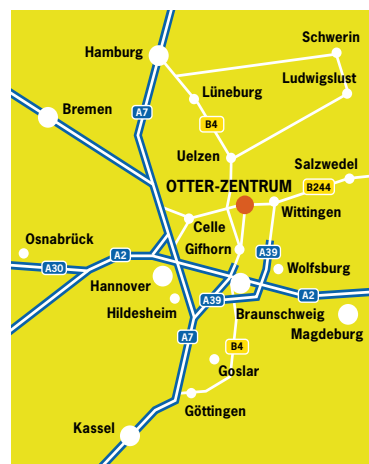 Schwerin
Hamburg
Ludwigslust
Lüneburg
Bremen
A7
B4
Uelzen
Salzwedel
OTTER-ZENTRUM
B244
Wittingen
Celle
Osnabrück
Gifhorn
A39
A2
A30
Wolfsburg
Hannover
A39
A2
Hildesheim
Braunschweig
A7
Magdeburg
B4
Goslar
Göttingen
Kassel